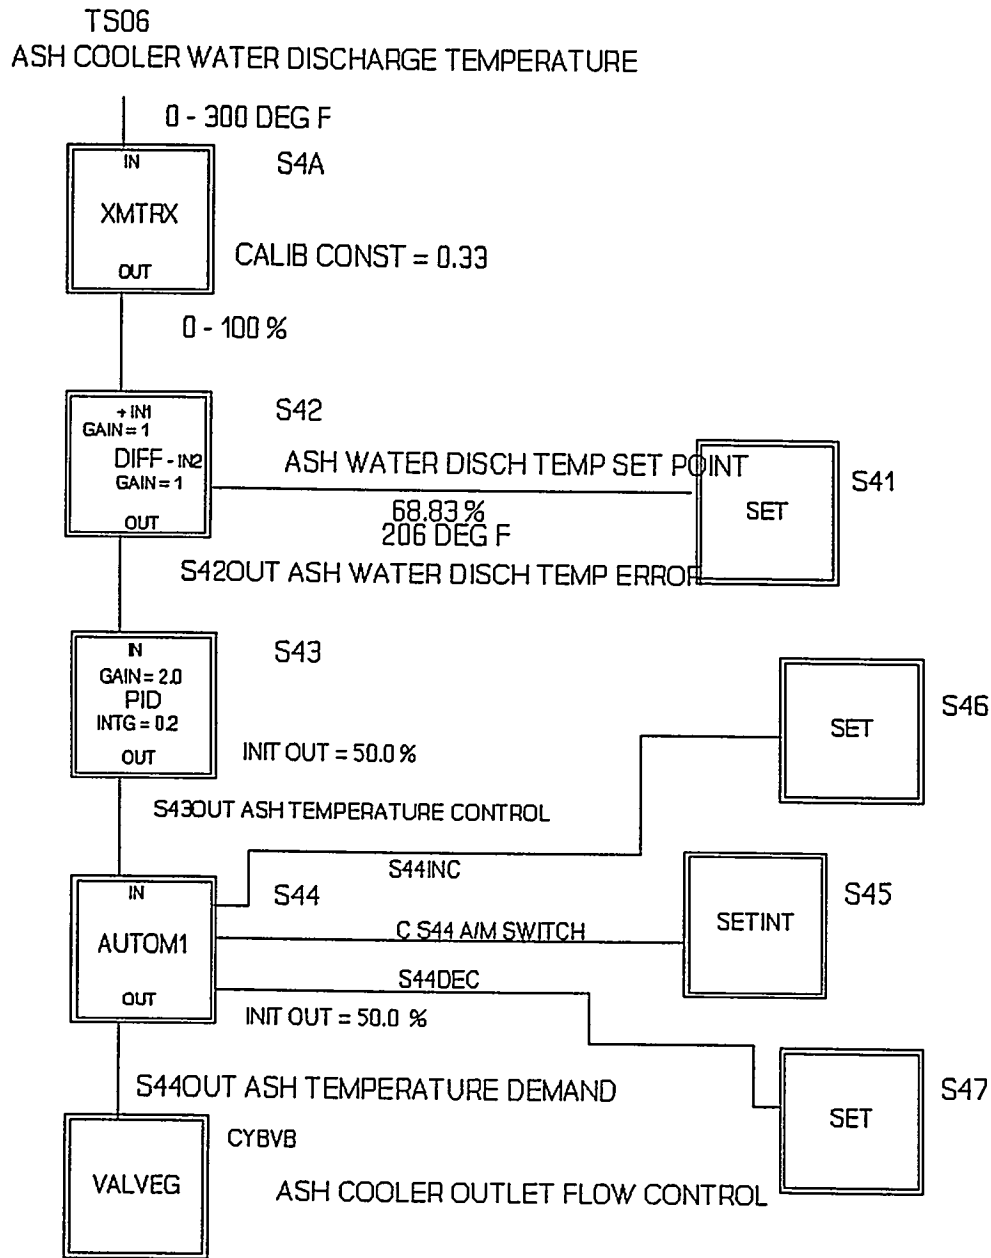 TS06
ASH COOLER WATER DISCHARGE TEMPERATURE
0 - 300 DEG F
IN
XMTRX
OUT
S4A
CALIB CONST = 0.33
0 - 100 %
+ IN1
GAIN = 1
DIFF - IN2
GAIN = 1
OUT
S42
ASH WATER DISCH TEMP SET POINT
68.83 %
206 DEG F
SET
S41
S42OUT ASH WATER DISCH TEMP ERROR
IN
GAIN = 2.0
PID
INTG = 0.2
OUT
S43
INIT OUT = 50.0 %
SET
S46
S43OUT ASH TEMPERATURE CONTROL
S44INC
IN
AUTOM1
OUT
S44
C S44 A/M SWITCH
SETINT
S45
S44DEC
INIT OUT = 50.0 %
SET
S47
S44OUT ASH TEMPERATURE DEMAND
VALVEG
CYBVB
ASH COOLER OUTLET FLOW CONTROL